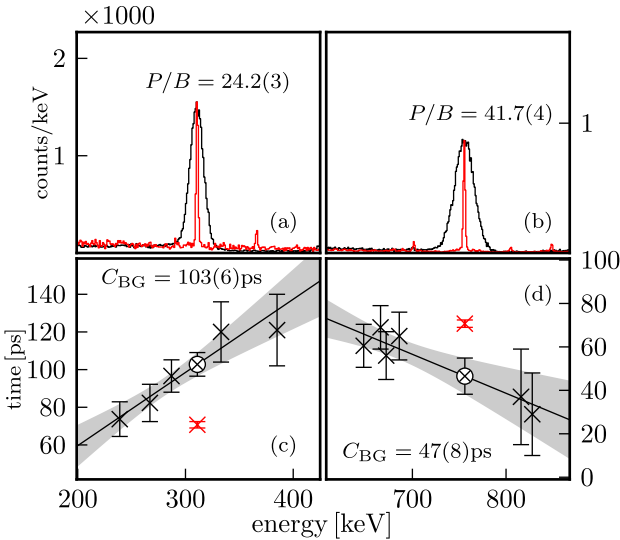 ×1000
counts/keV
2
1
P/B = 24.2(3)
(a)
P/B = 41.7(4)
1
(b)
time [ps]
140
120
100
80
60
C_BG = 103(6)ps
(c)
(d)
C_BG = 47(8)ps
100
80
60
40
20
0
200
300
400
700
800
energy [keV]